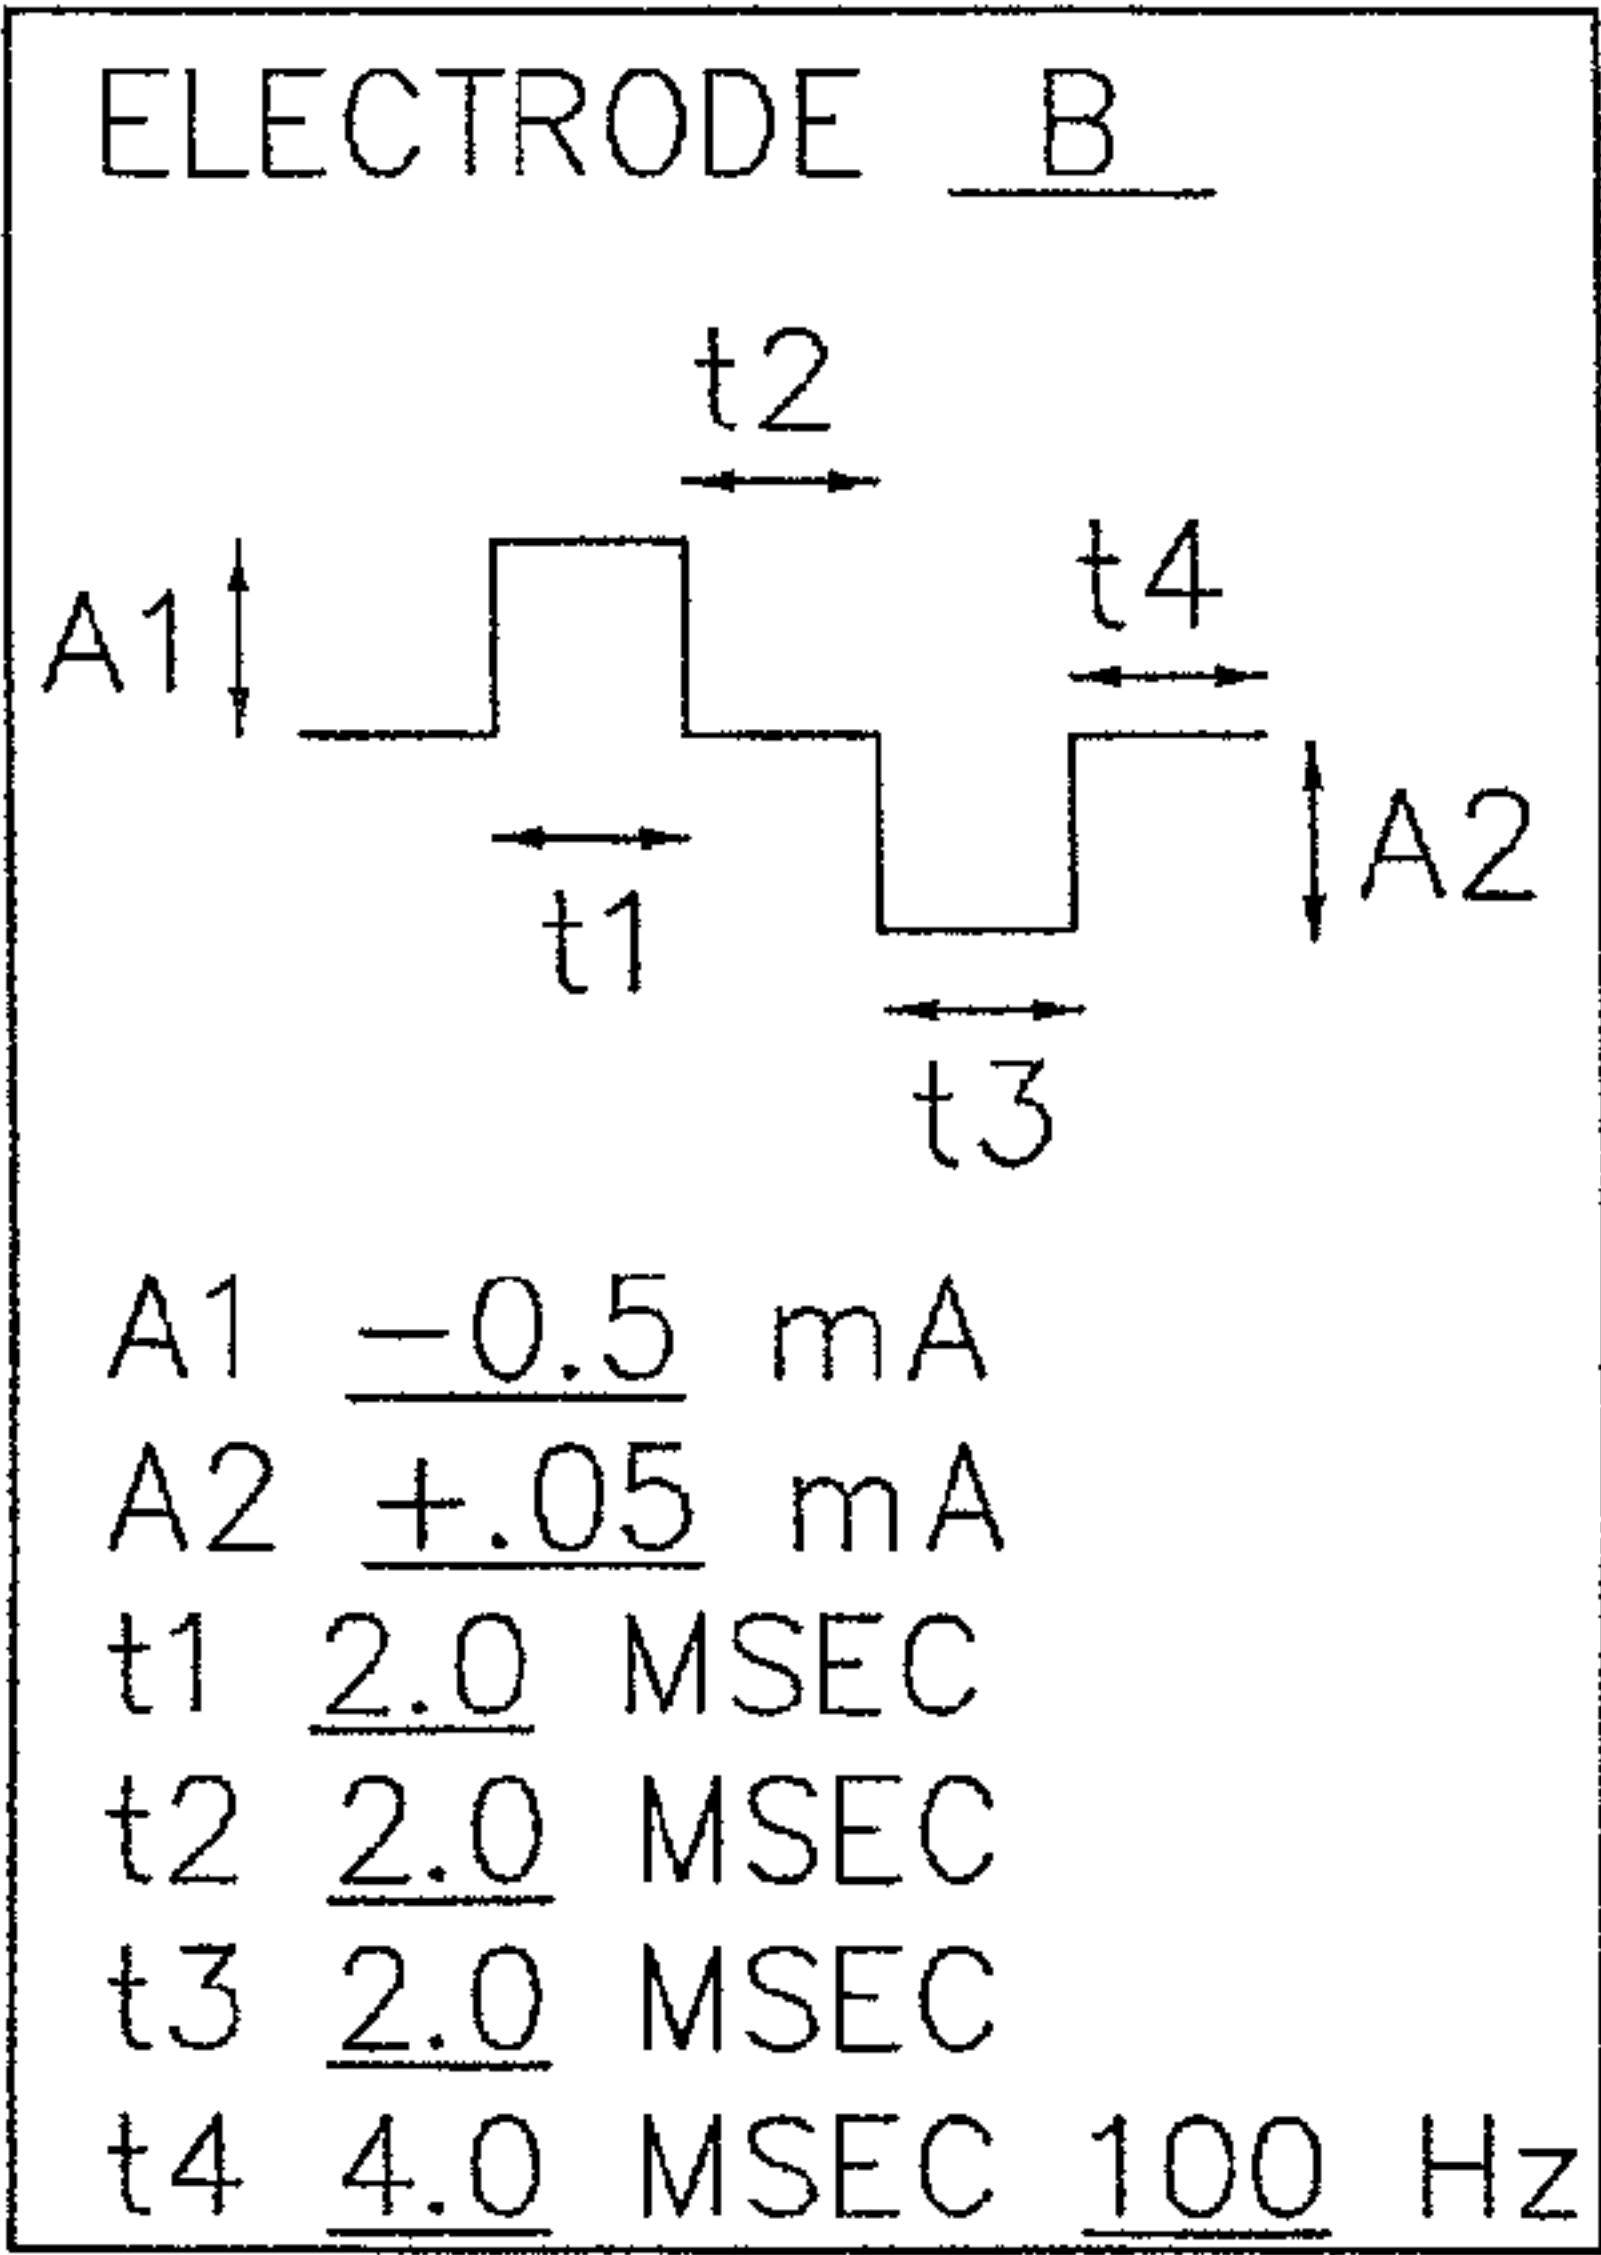 ELECTRODE B
t2
t4
A1
A2
t1
t3
A1 -0.5 mA
A2 +.05 mA
t1 2.0 MSEC
t2 2.0 MSEC
t3 2.0 MSEC
t4 4.0 MSEC 100 Hz